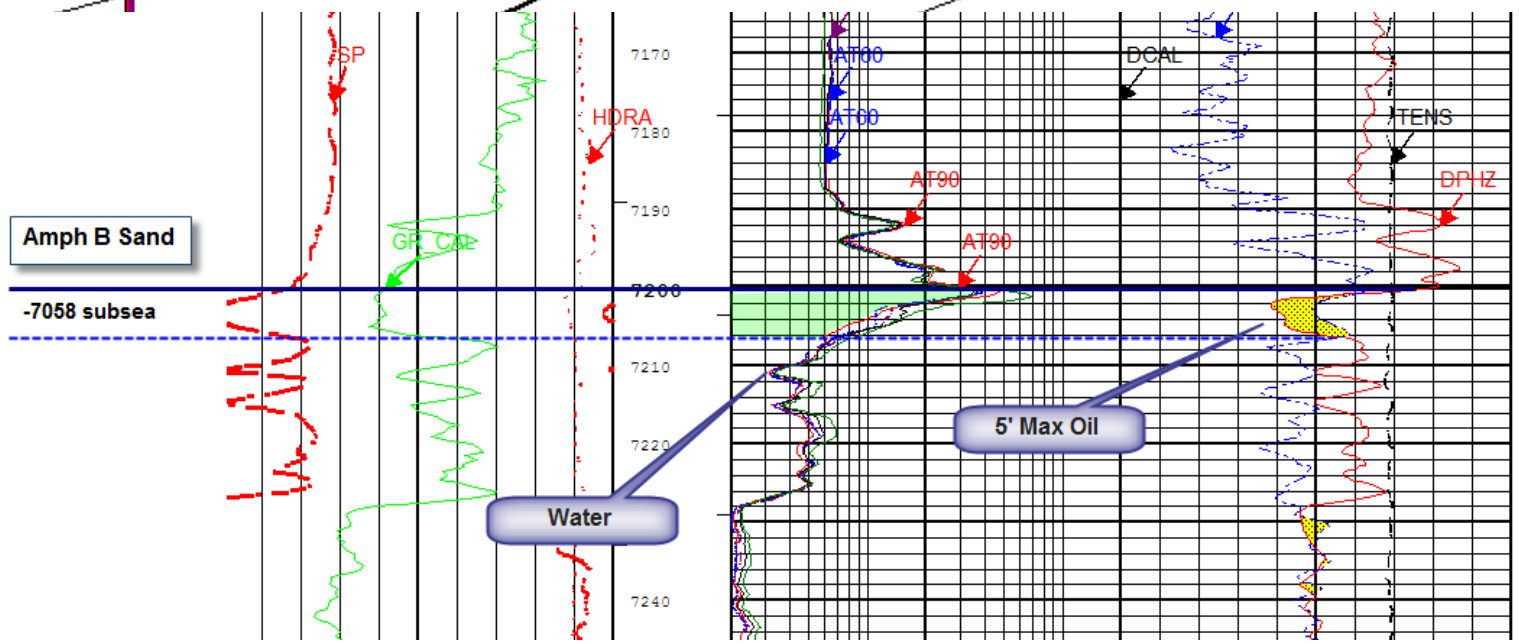 SP
7170
AT60
DCAL
HDRA
7180
AT60
TENS
AT90
DPHZ
7190
Amph B Sand
GR_CAL
AT90
7200
-7058 subsea
7210
5' Max Oil
7220
Water
7240